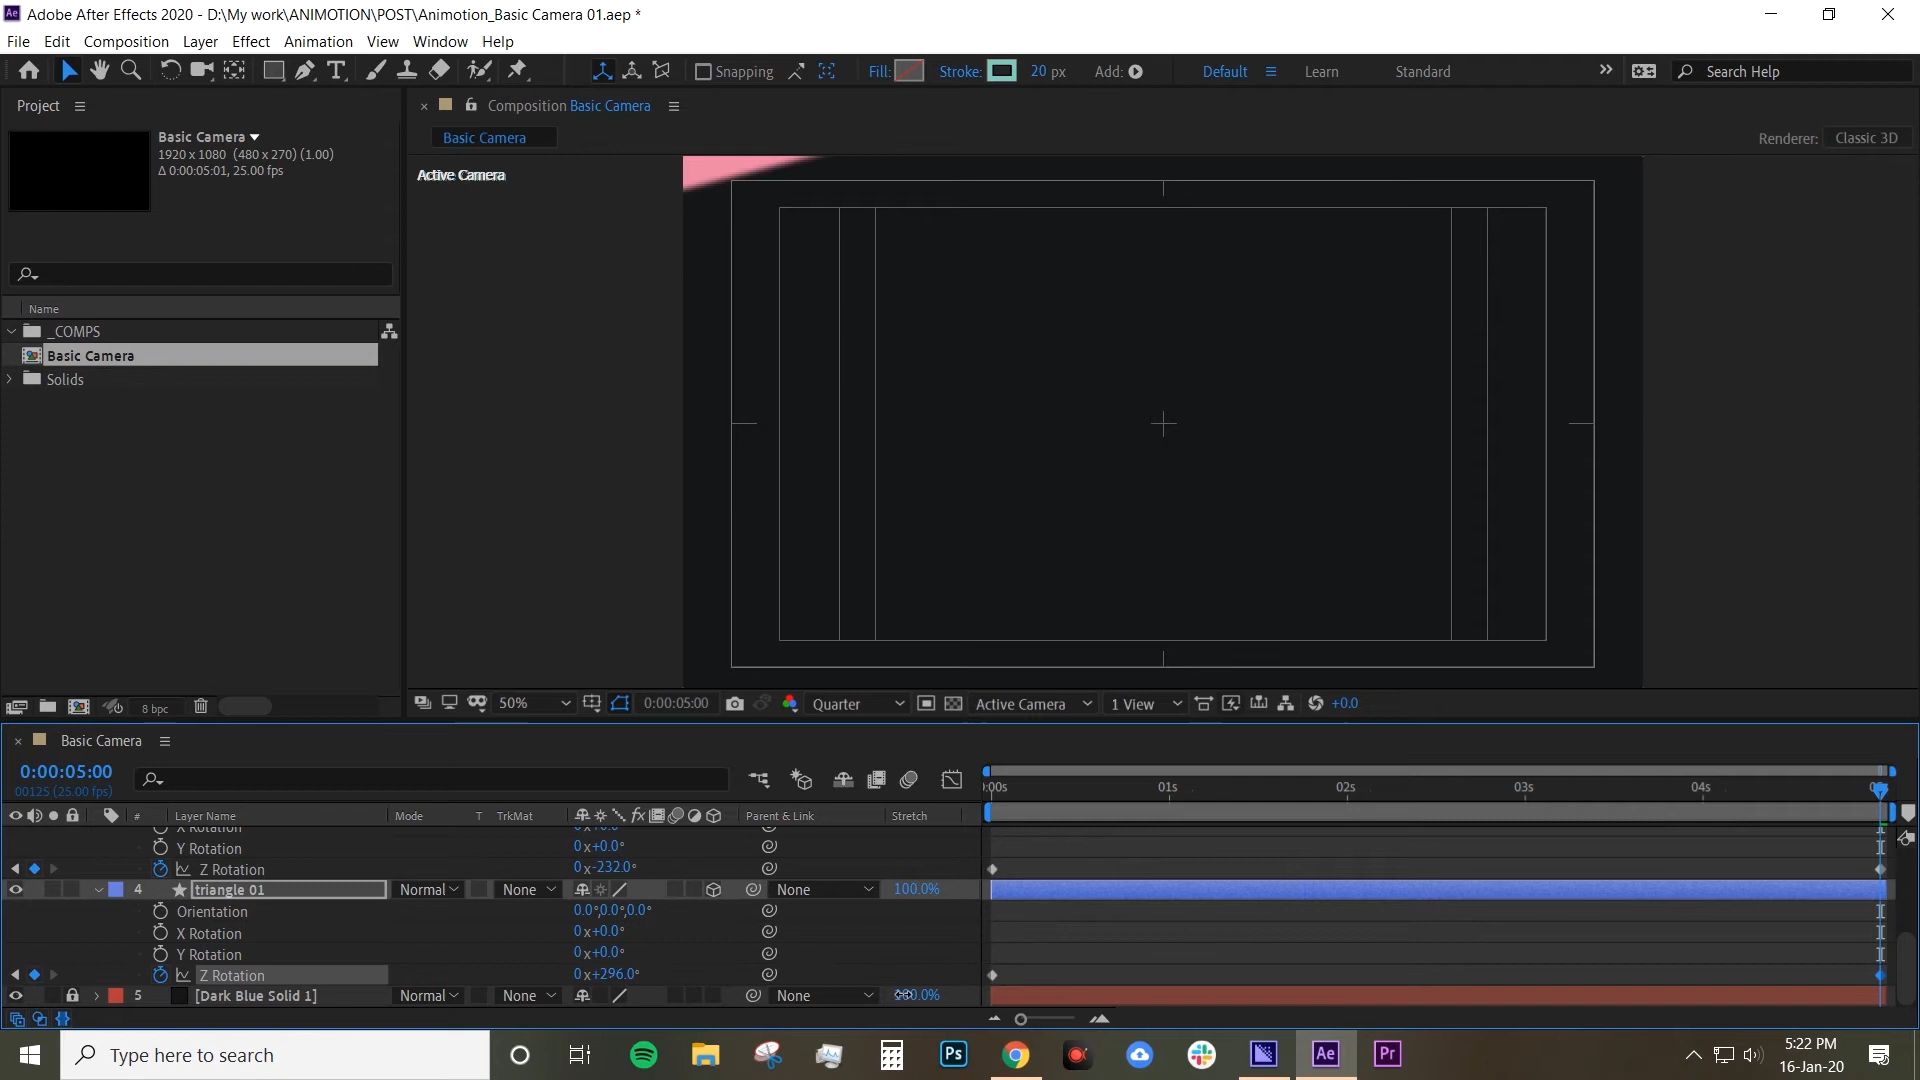 Adobe After Effects 2020 - D:\My work\ANIMOTION\POST\Animotion_Basic Camera 01.aep *
File Edit Composition Layer Effect Animation View Window Help
Snapping Fill: Stroke: 20 px Add: Default Learn Standard Search Help
Project
Composition Basic Camera
Basic Camera
1920 x 1080 (480 x 270) (1.00)
Δ 0:00:05:01, 25.00 fps
Basic Camera
Renderer: Classic 3D
Active Camera
Name
_COMPS
Basic Camera
Solids
8 bpc
50% 0:00:05:00 Quarter Active Camera 1 View +0.0
Basic Camera
0:00:05:00
00125 (25.00 fps)
01s 02s 03s 04s
# Layer Name Mode T TrkMat fx Parent & Link Stretch
X Rotation
Y Rotation 0x+0.0°
Z Rotation 0x-232.0°
4 triangle 01 Normal None None 100.0%
Orientation 0.0°,0.0°,0.0°
X Rotation 0x+0.0°
Y Rotation 0x+0.0°
Z Rotation 0x+296.0°
5 [Dark Blue Solid 1] Normal None None
Type here to search
Ps Ae Pr
5:22 PM
16-Jan-20